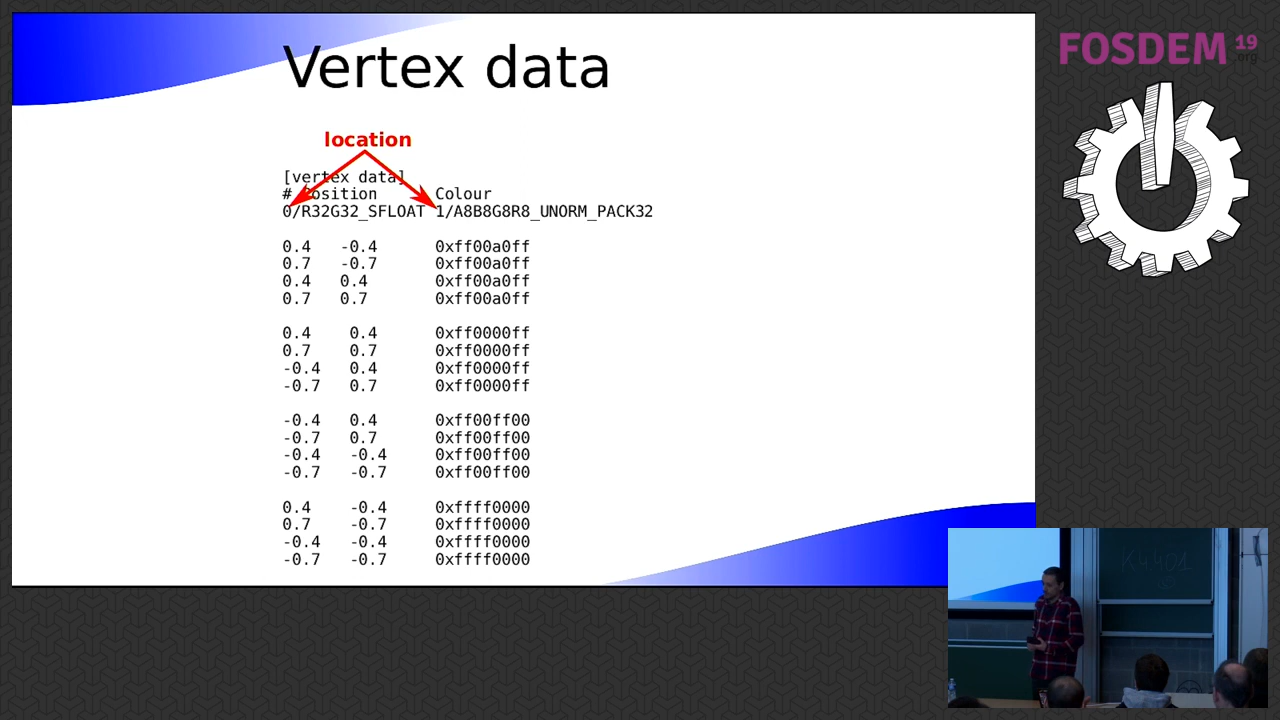 Vertex data
location
[vertex data]
# Position Colour
0/R32G32_SFLOAT 1/A8B8G8R8_UNORM_PACK32
0.4 -0.4 0xff00a0ff
0.7 -0.7 0xff00a0ff
0.4 0.4 0xff00a0ff
0.7 0.7 0xff00a0ff
0.4 0.4 0xff0000ff
0.7 0.7 0xff0000ff
-0.4 0.4 0xff0000ff
-0.7 0.7 0xff0000ff
-0.4 0.4 0xff00ff00
-0.7 0.7 0xff00ff00
-0.4 -0.4 0xff00ff00
-0.7 -0.7 0xff00ff00
0.4 -0.4 0xffff0000
0.7 -0.7 0xffff0000
-0.4 -0.4 0xffff0000
-0.7 -0.7 0xffff0000
FOSDEM 19
.org
K4.401